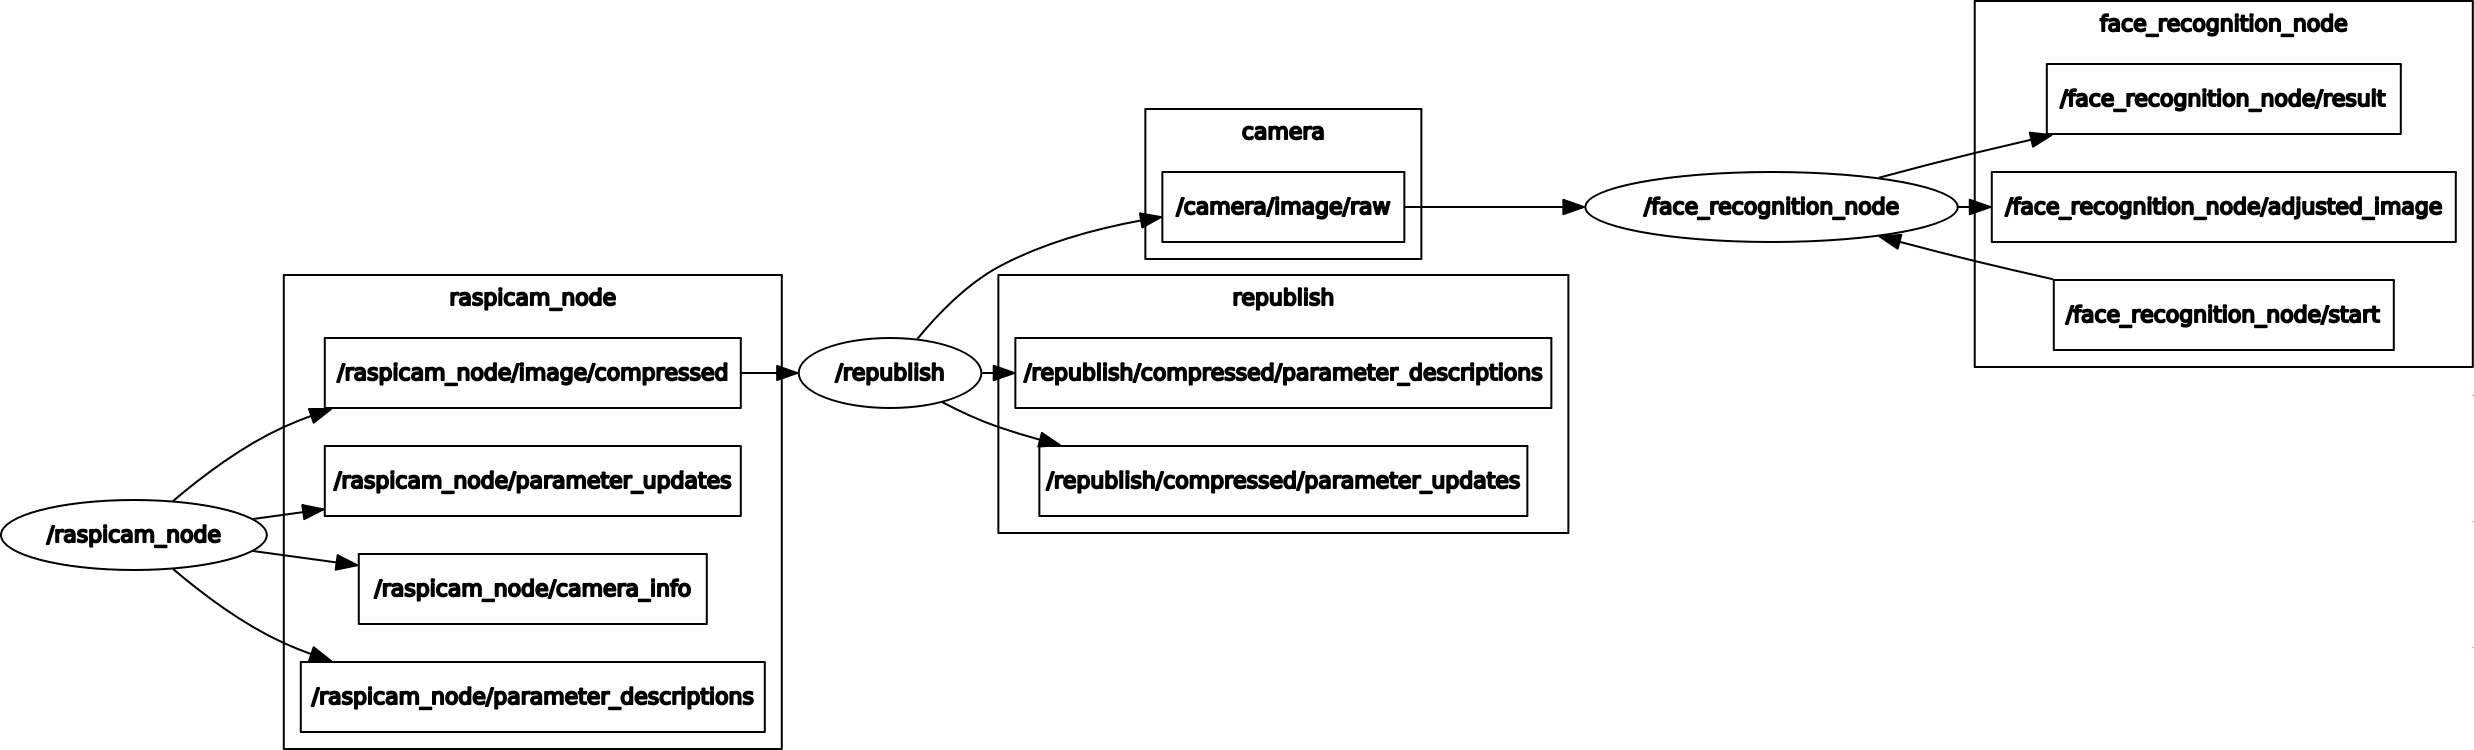 /raspicam_node
raspicam_node
/raspicam_node/image/compressed
/raspicam_node/parameter_updates
/raspicam_node/camera_info
/raspicam_node/parameter_descriptions
/republish
camera
/camera/image/raw
republish
/republish/compressed/parameter_descriptions
/republish/compressed/parameter_updates
/face_recognition_node
face_recognition_node
/face_recognition_node/result
/face_recognition_node/adjusted_image
/face_recognition_node/start